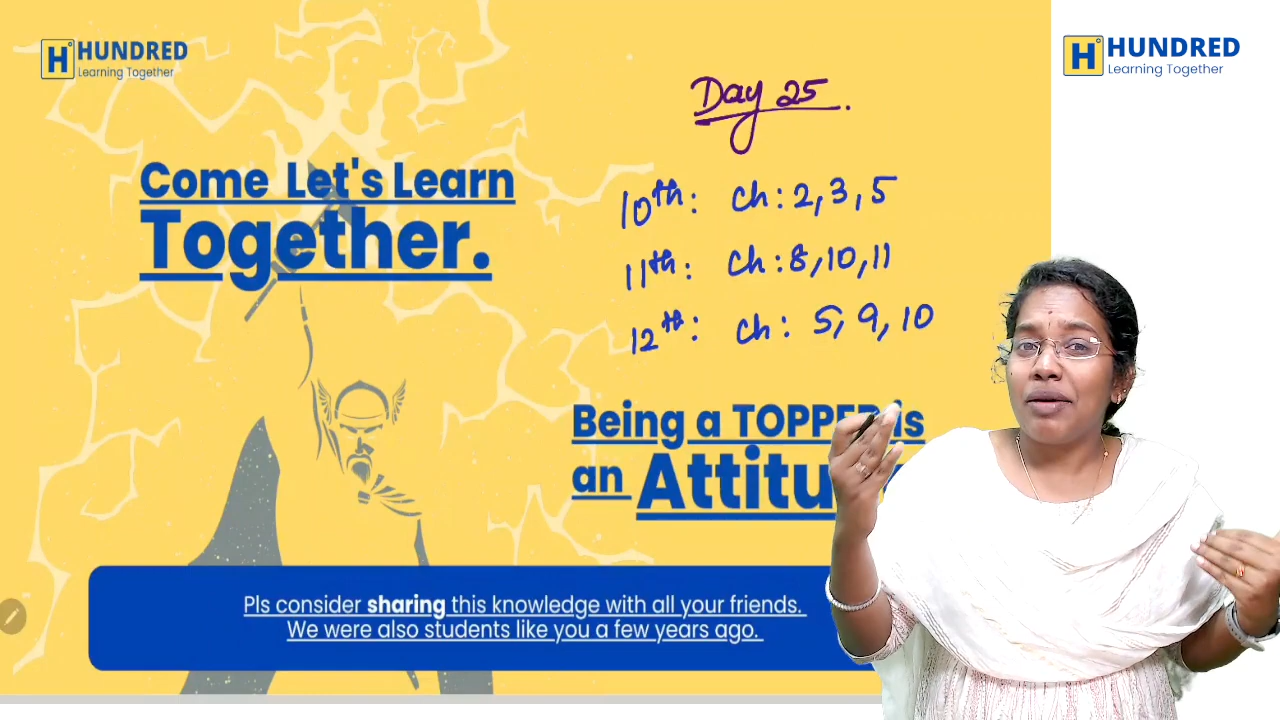 H HUNDRED
Learning Together
H HUNDRED
Learning Together
Day 25.
Come Let's Learn
Together.
10th: Ch: 2, 3, 5
11th: Ch: 8, 10, 11
12th: Ch: 5, 9, 10
Being a TOPPER is
an
Pls consider sharing this knowledge with all your friends.
We were also students like you a few years ago.